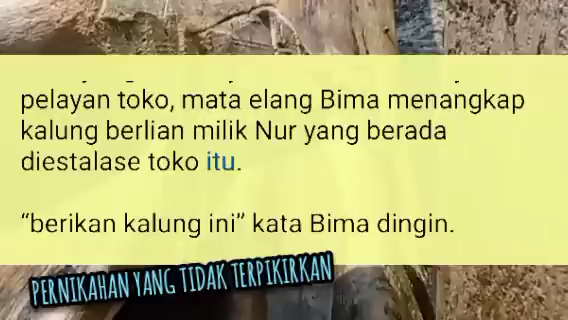 pelayan toko, mata elang Bima menangkap
kalung berlian milik Nur yang berada
diestalase toko itu.
“berikan kalung ini” kata Bima dingin.
PERNIKAHAN YANG TIDAK TERPIKIRKAN